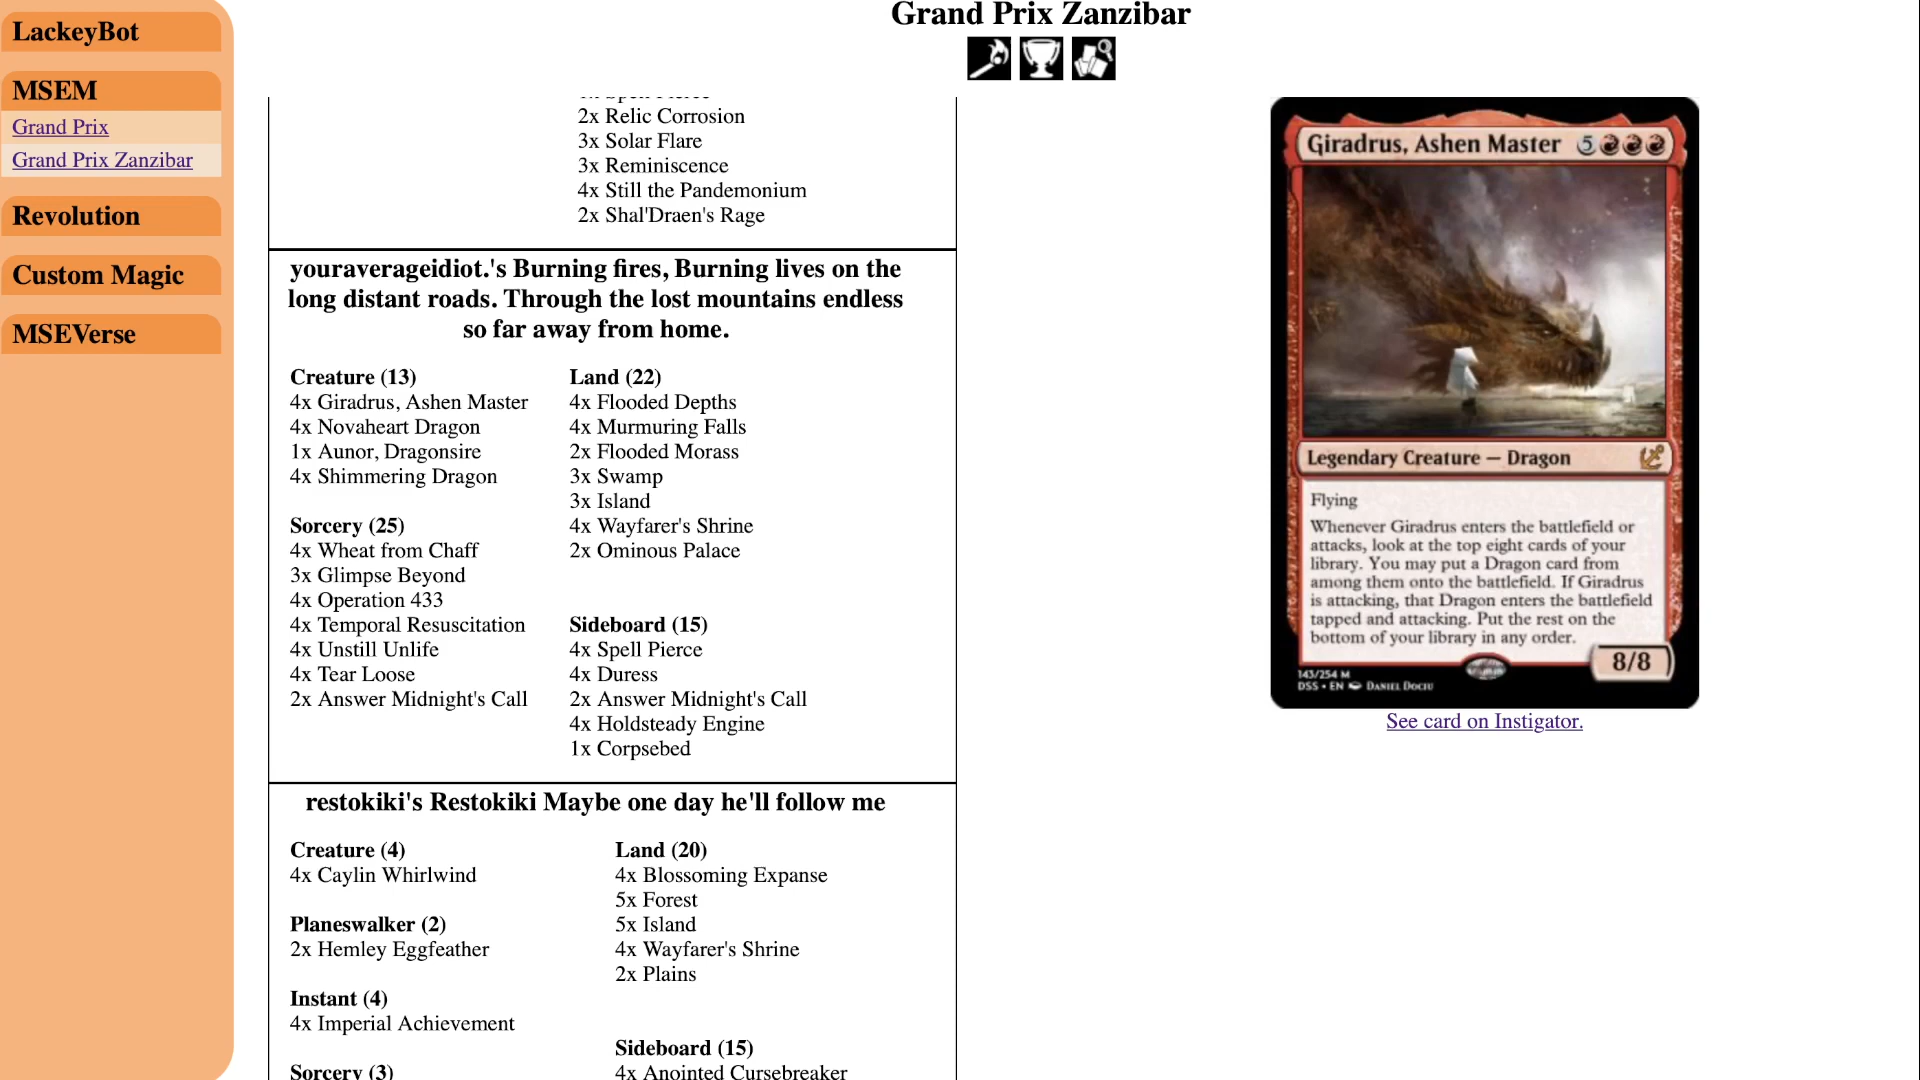 LackeyBot
MSEM
Grand Prix
Grand Prix Zanzibar
Revolution
Custom Magic
MSEVerse
Grand Prix Zanzibar
1x Spell Pierce
2x Relic Corrosion
3x Solar Flare
3x Reminiscence
4x Still the Pandemonium
2x Shal'Draen's Rage
youraverageidiot.'s Burning fires, Burning lives on the
long distant roads. Through the lost mountains endless
so far away from home.
Creature (13)
4x Giradrus, Ashen Master
4x Novaheart Dragon
1x Aunor, Dragonsire
4x Shimmering Dragon
Sorcery (25)
4x Wheat from Chaff
3x Glimpse Beyond
4x Operation 433
4x Temporal Resuscitation
4x Unstill Unlife
4x Tear Loose
2x Answer Midnight's Call
Land (22)
4x Flooded Depths
4x Murmuring Falls
2x Flooded Morass
3x Swamp
3x Island
4x Wayfarer's Shrine
2x Ominous Palace
Sideboard (15)
4x Spell Pierce
4x Duress
2x Answer Midnight's Call
4x Holdsteady Engine
1x Corpsebed
restokiki's Restokiki Maybe one day he'll follow me
Creature (4)
4x Caylin Whirlwind
Planeswalker (2)
2x Hemley Eggfeather
Instant (4)
4x Imperial Achievement
Sorcery (3)
Land (20)
4x Blossoming Expanse
5x Forest
5x Island
4x Wayfarer's Shrine
2x Plains
Sideboard (15)
4x Anointed Cursebreaker
Giradrus, Ashen Master 5
Legendary Creature — Dragon
Flying
Whenever Giradrus enters the battlefield or
attacks, look at the top eight cards of your
library. You may put a Dragon card from
among them onto the battlefield. If Giradrus
is attacking, that Dragon enters the battlefield
tapped and attacking. Put the rest on the
bottom of your library in any order.
8/8
143/254 M
DSS • EN DANIEL DOCIU
See card on Instigator.